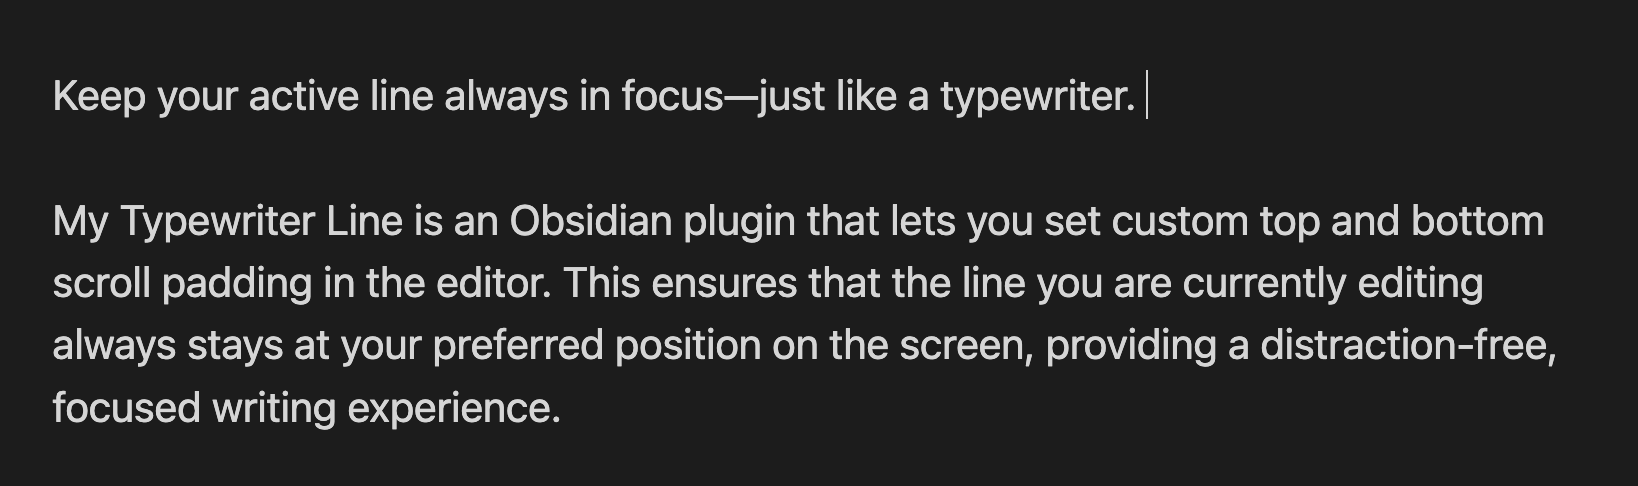 Keep your active line always in focus—just like a typewriter.
My Typewriter Line is an Obsidian plugin that lets you set custom top and bottom
scroll padding in the editor. This ensures that the line you are currently editing
always stays at your preferred position on the screen, providing a distraction-free,
focused writing experience.